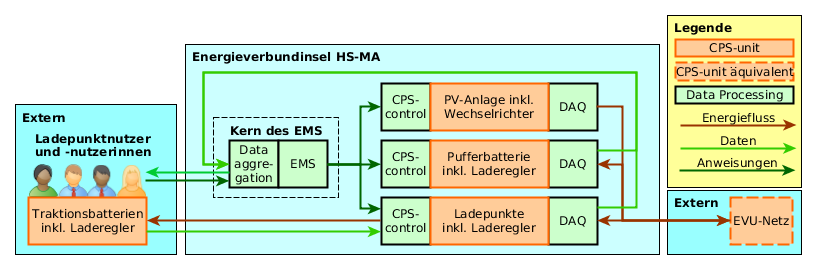 Extern
Ladepunktnutzer
und -nutzerinnen
Traktionsbatterien
inkl. Laderegler
Energieverbundinsel HS-MA
Kern des EMS
Data
aggre-
gation
EMS
CPS-
control
PV-Anlage inkl.
Wechselrichter
DAQ
CPS-
control
Pufferbatterie
inkl. Laderegler
DAQ
CPS-
control
Ladepunkte
inkl. Laderegler
DAQ
Legende
CPS-unit
CPS-unit äquivalent
Data Processing
Energiefluss
Daten
Anweisungen
Extern
EVU-Netz